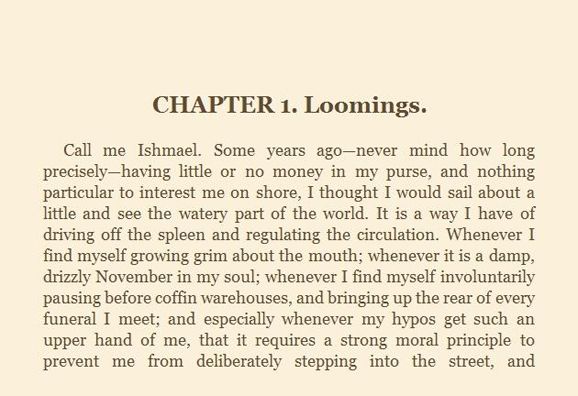 CHAPTER 1. Loomings.
Call me Ishmael. Some years ago—never mind how long
precisely—having little or no money in my purse, and nothing
particular to interest me on shore, I thought I would sail about a
little and see the watery part of the world. It is a way I have of
driving off the spleen and regulating the circulation. Whenever I
find myself growing grim about the mouth; whenever it is a damp,
drizzly November in my soul; whenever I find myself involuntarily
pausing before coffin warehouses, and bringing up the rear of every
funeral I meet; and especially whenever my hypos get such an
upper hand of me, that it requires a strong moral principle to
prevent me from deliberately stepping into the street, and